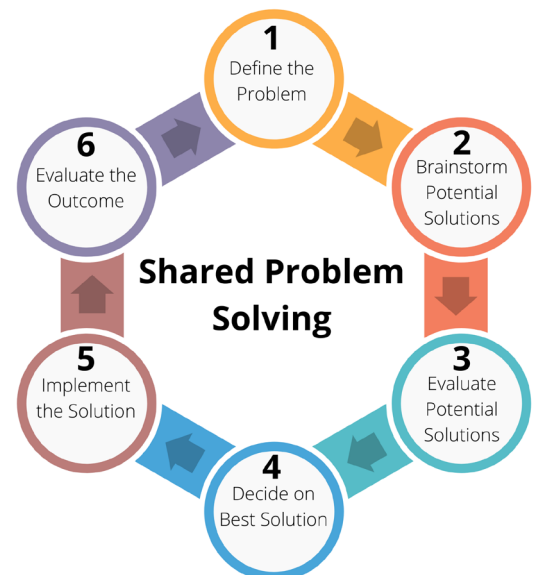 1
Define the
Problem
2
Brainstorm
Potential
Solutions
3
Evaluate
Potential
Solutions
4
Decide on
Best Solution
5
Implement
the Solution
6
Evaluate the
Outcome
Shared Problem
Solving